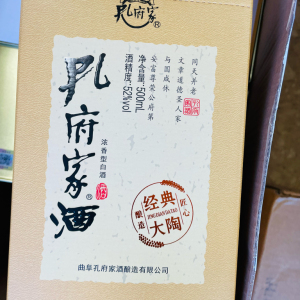 孔府家®
同天并老
文章道德圣人家
与国咸休
安富尊荣公府第
净含量:500mL
酒精度:52%vol
孔府家酒®
浓香型白酒
经典
大陶
JINGDIANDATAO
酿造
匠心
曲阜孔府家酒酿造有限公司